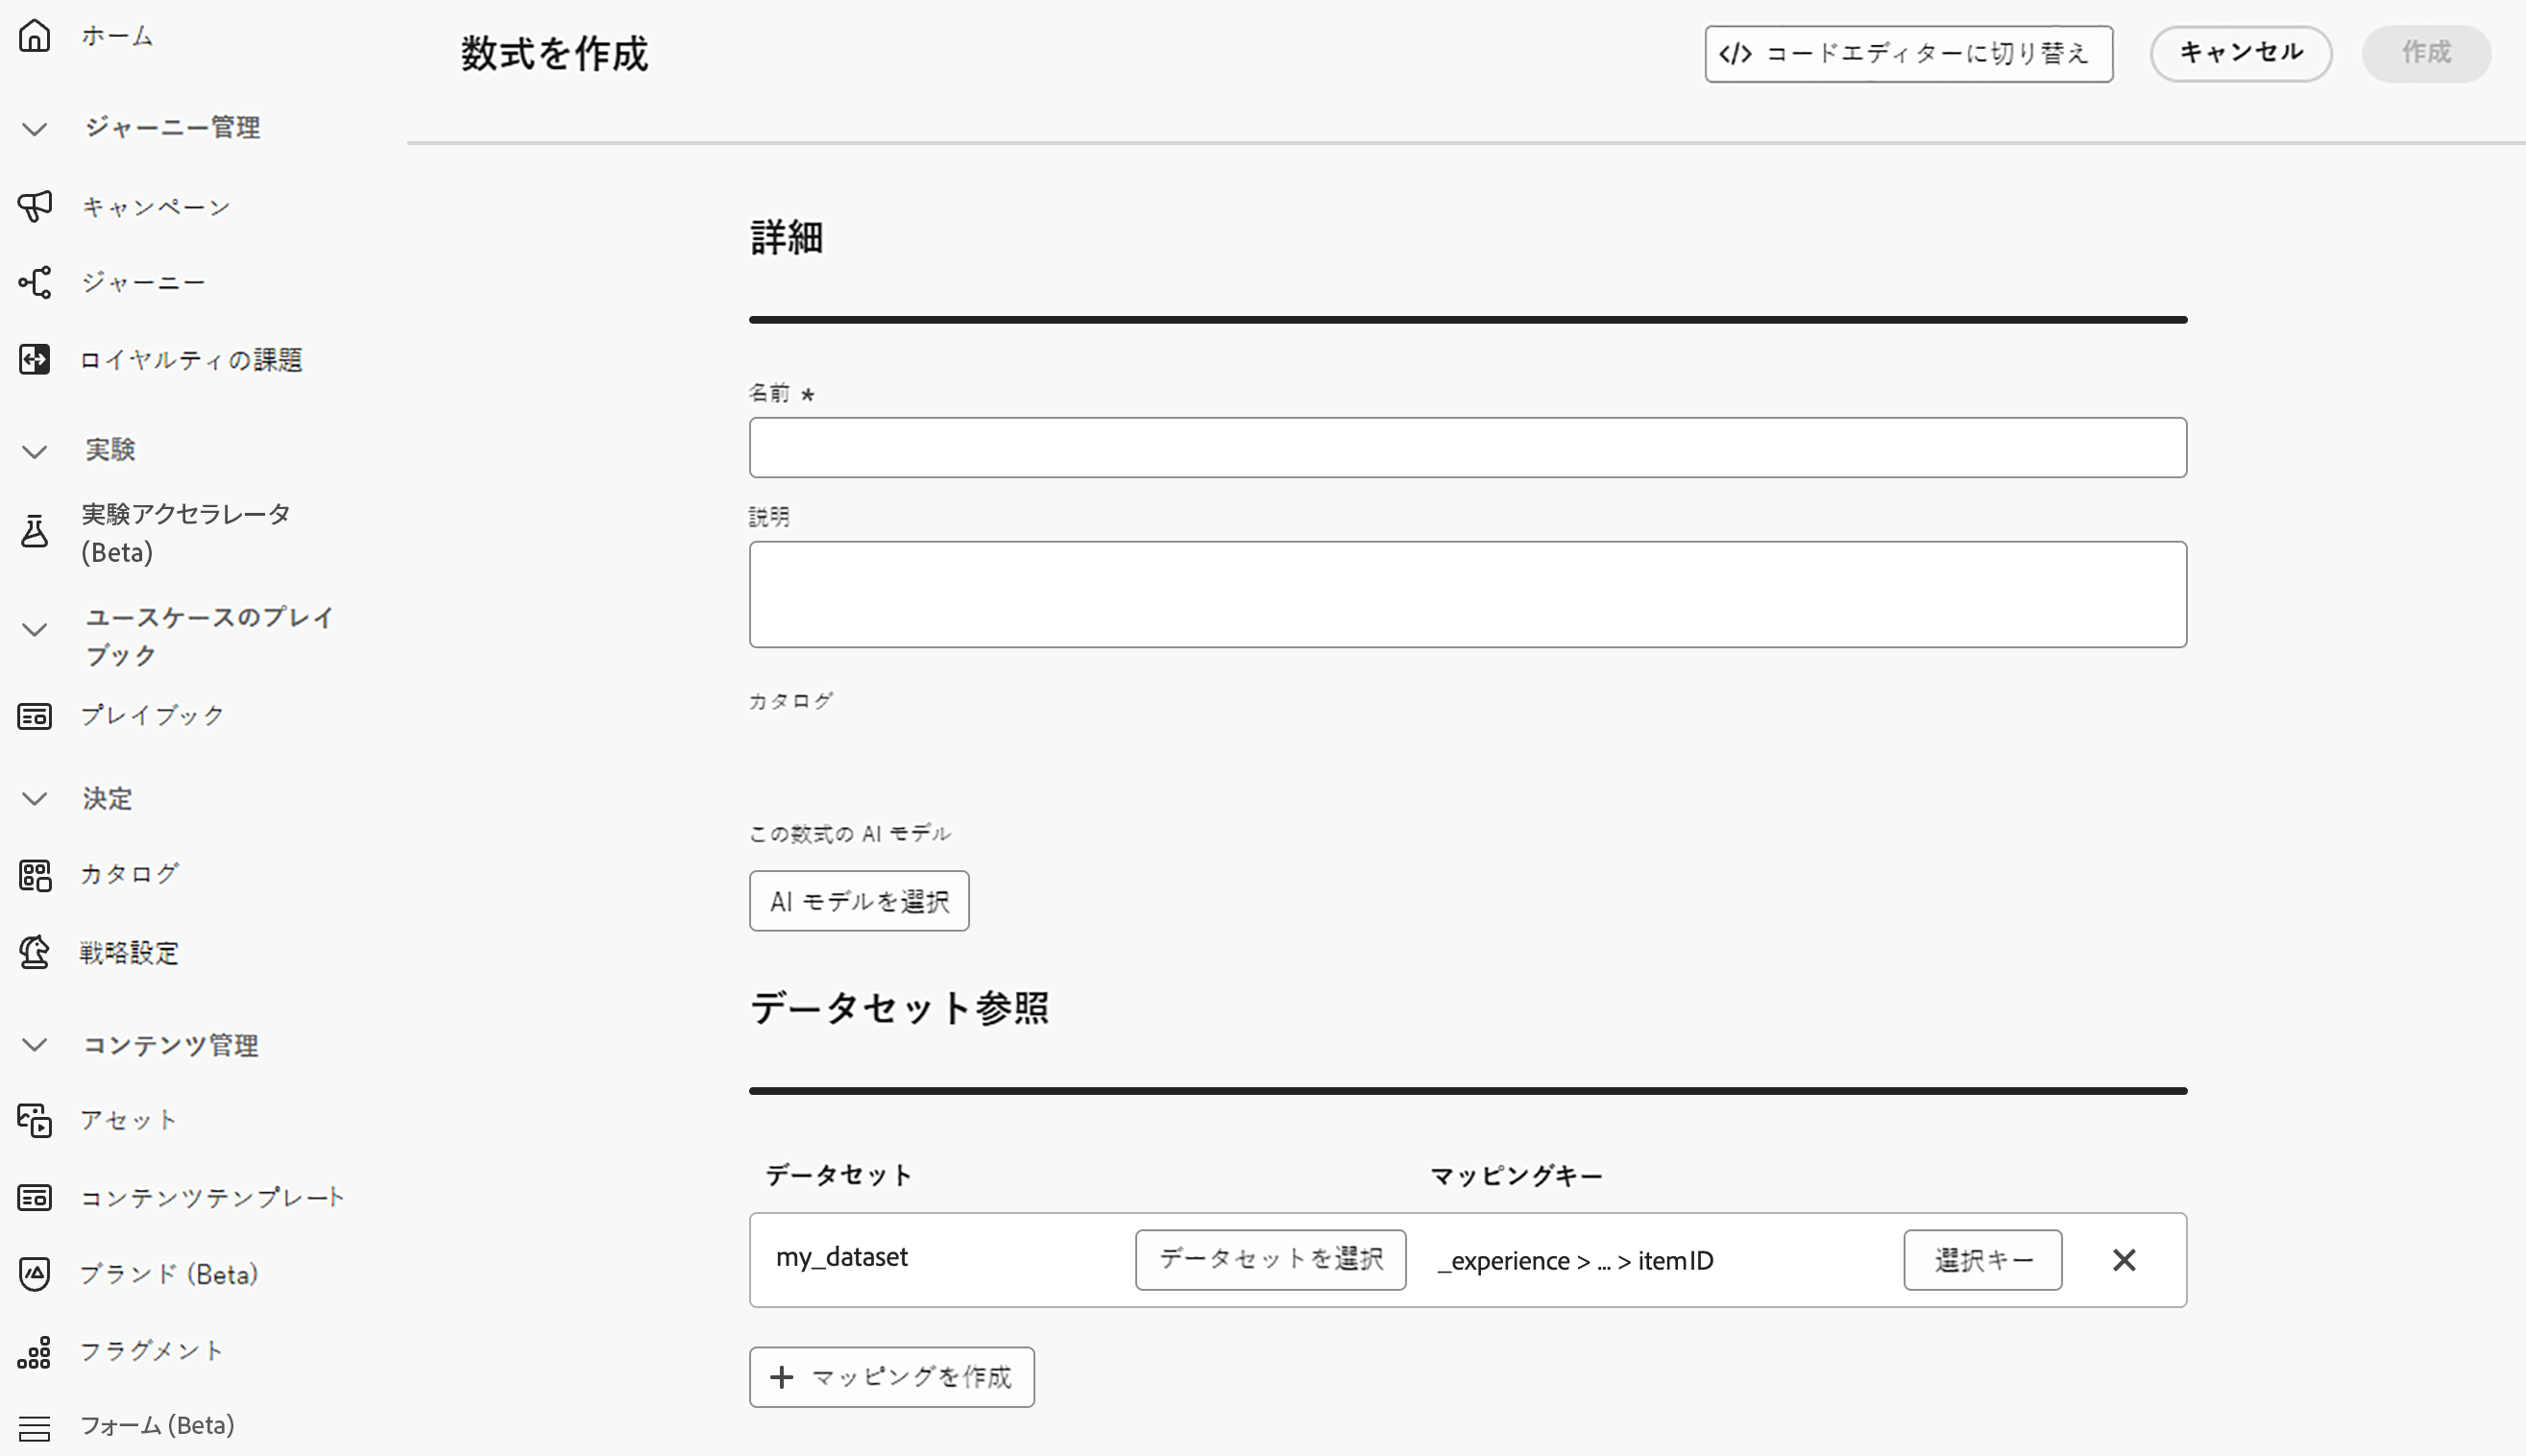 ホーム
ジャーニー管理
キャンペーン
ジャーニー
ロイヤルティの課題
実験
実験アクセラレータ
(Beta)
ユースケースのプレイ
ブック
プレイブック
決定
カタログ
戦略設定
コンテンツ管理
アセット
コンテンツテンプレート
ブランド (Beta)
フラグメント
フォーム (Beta)
数式を作成
</> コードエディターに切り替え
キャンセル
作成
詳細
名前 *
説明
カタログ
この数式の AI モデル
AI モデルを選択
データセット参照
データセット
マッピングキー
my_dataset
データセットを選択
_experience > ... > itemID
選択キー
マッピングを作成